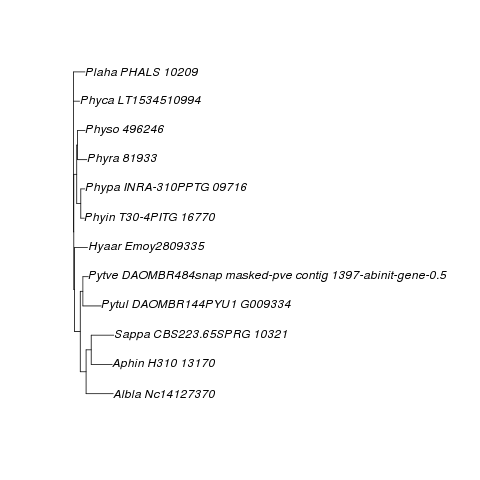 Plaha PHALS 10209
Phyca LT1534510994
Physo 496246
Phyra 81933
Phypa INRA-310PPTG 09716
Phyin T30-4PITG 16770
Hyaar Emoy2809335
Pytve DAOMBR484snap masked-pve contig 1397-abinit-gene-0.5
Pytul DAOMBR144PYU1 G009334
Sappa CBS223.65SPRG 10321
Aphin H310 13170
Albla Nc14127370